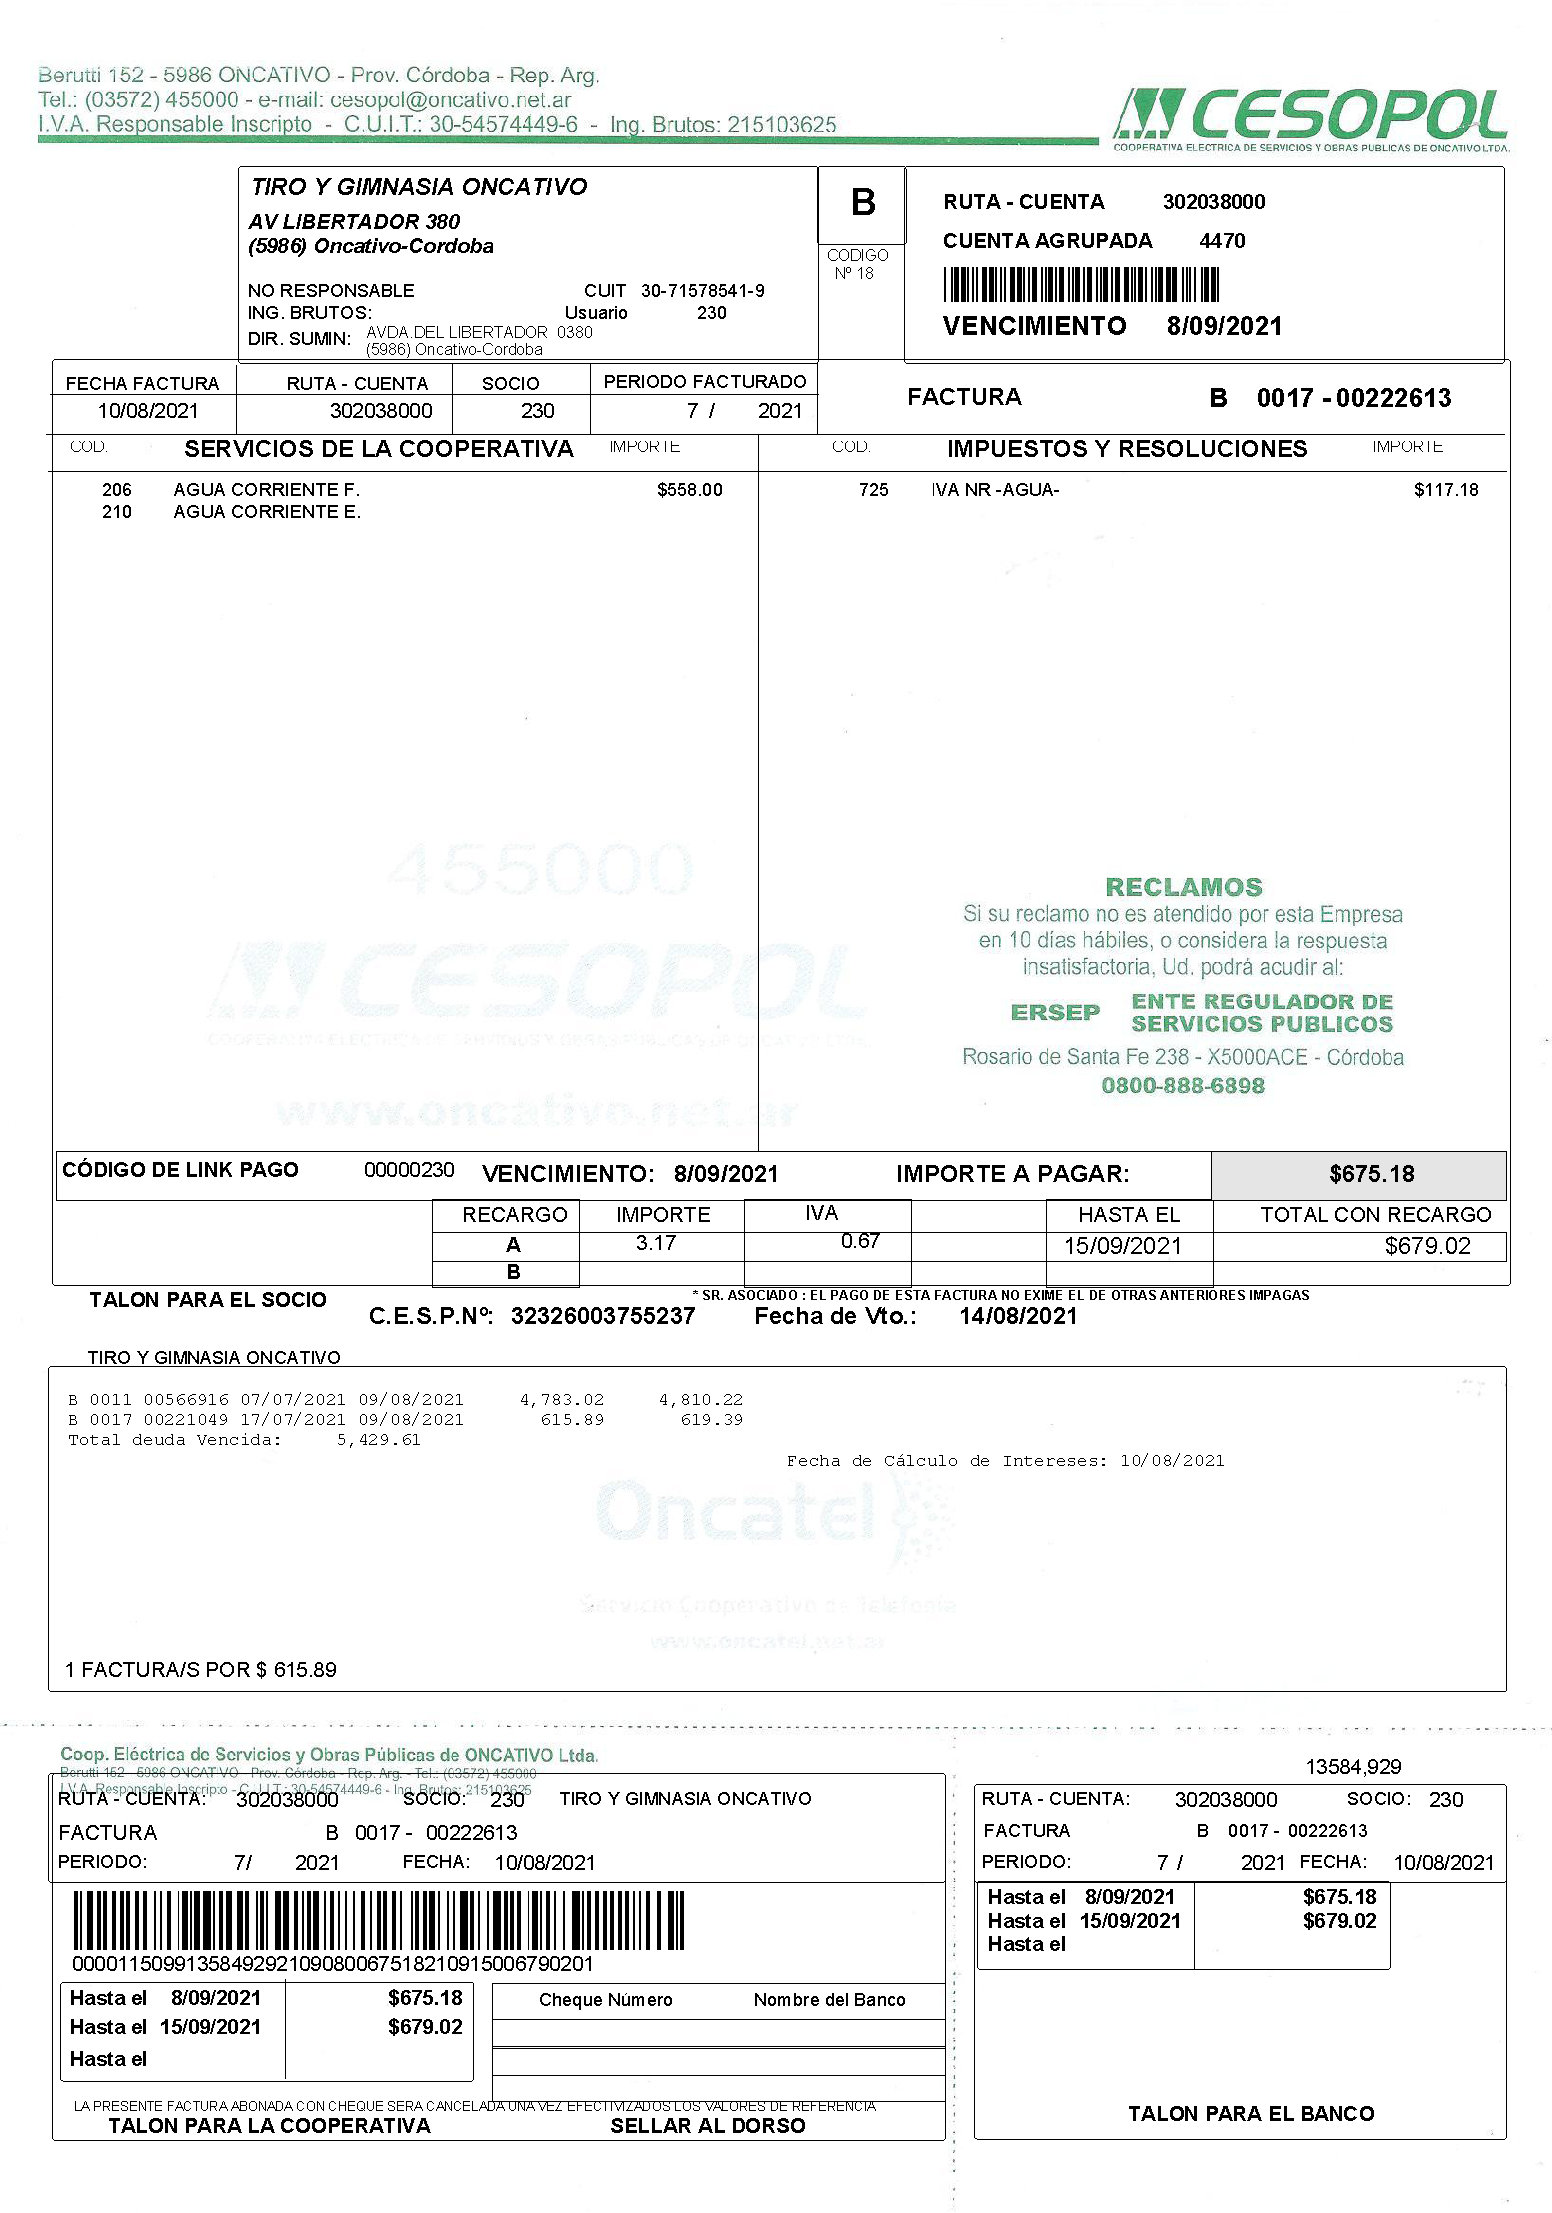 Berutti 152 - 5986 ONCATIVO - Prov. Córdoba - Rep. Arg.
Tel.: (03572) 455000 - e-mail: cesopol@oncativo.net.ar
I.V.A. Responsable Inscripto - C.U.I.T.: 30-54574449-6 - Ing. Brutos: 215103625
CESOPOL
COOPERATIVA ELECTRICA DE SERVICIOS Y OBRAS PUBLICAS DE ONCATIVO LTDA.
TIRO Y GIMNASIA ONCATIVO
AV LIBERTADOR 380
(5986) Oncativo-Cordoba
NO RESPONSABLE CUIT 30-71578541-9
ING. BRUTOS: Usuario 230
DIR. SUMIN: AVDA.DEL LIBERTADOR 0380
(5986) Oncativo-Cordoba
B
CODIGO
Nº 18
RUTA - CUENTA 302038000
CUENTA AGRUPADA 4470
VENCIMIENTO 8/09/2021
FECHA FACTURA RUTA - CUENTA SOCIO PERIODO FACTURADO
10/08/2021 302038000 230 7 / 2021
FACTURA B 0017 - 00222613
COD. SERVICIOS DE LA COOPERATIVA IMPORTE COD. IMPUESTOS Y RESOLUCIONES IMPORTE
206 AGUA CORRIENTE F. $558.00 725 IVA NR -AGUA- $117.18
210 AGUA CORRIENTE E.
455000
CESOPOL
COOPERATIVA ELECTRICA DE SERVICIOS Y OBRAS PUBLICAS DE ONCATIVO LTDA.
www.oncativo.net.ar
RECLAMOS
Si su reclamo no es atendido por esta Empresa
en 10 días hábiles, o considera la respuesta
insatisfactoria, Ud. podrá acudir al:
ERSEP ENTE REGULADOR DE
SERVICIOS PUBLICOS
Rosario de Santa Fe 238 - X5000ACE - Córdoba
0800-888-6898
CÓDIGO DE LINK PAGO 00000230 VENCIMIENTO: 8/09/2021 IMPORTE A PAGAR: $675.18
RECARGO IMPORTE IVA HASTA EL TOTAL CON RECARGO
A 3.17 0.67 15/09/2021 $679.02
B
TALON PARA EL SOCIO
* SR. ASOCIADO : EL PAGO DE ESTA FACTURA NO EXIME EL DE OTRAS ANTERIORES IMPAGAS
C.E.S.P.Nº: 32326003755237 Fecha de Vto.: 14/08/2021
TIRO Y GIMNASIA ONCATIVO
B 0011 00566916 07/07/2021 09/08/2021 4,783.02 4,810.22
B 0017 00221049 17/07/2021 09/08/2021 615.89 619.39
Total deuda Vencida: 5,429.61
Fecha de Cálculo de Intereses: 10/08/2021
Oncatel
Servicio Cooperativo de Telefonía
www.oncatel.net.ar
1 FACTURA/S POR $ 615.89
Coop. Eléctrica de Servicios y Obras Públicas de ONCATIVO Ltda.
Berutti 152 - 5986 ONCATIVO - Prov. Córdoba - Rep. Arg. - Tel.: (03572) 455000
I.V.A. Responsable Inscripto - C.U.I.T.: 30-54574449-6 - Ing. Brutos: 215103625
RUTA - CUENTA: 302038000 SOCIO: 230 TIRO Y GIMNASIA ONCATIVO
FACTURA B 0017 - 00222613
PERIODO: 7/ 2021 FECHA: 10/08/2021
0000115099135849292109080067518210915006790201
Hasta el 8/09/2021 $675.18
Hasta el 15/09/2021 $679.02
Hasta el
Cheque Número Nombre del Banco
LA PRESENTE FACTURA ABONADA CON CHEQUE SERA CANCELADA UNA VEZ EFECTIVIZADOS LOS VALORES DE REFERENCIA
TALON PARA LA COOPERATIVA SELLAR AL DORSO
13584,929
RUTA - CUENTA: 302038000 SOCIO: 230
FACTURA B 0017 - 00222613
PERIODO: 7 / 2021 FECHA: 10/08/2021
Hasta el 8/09/2021 $675.18
Hasta el 15/09/2021 $679.02
Hasta el
TALON PARA EL BANCO